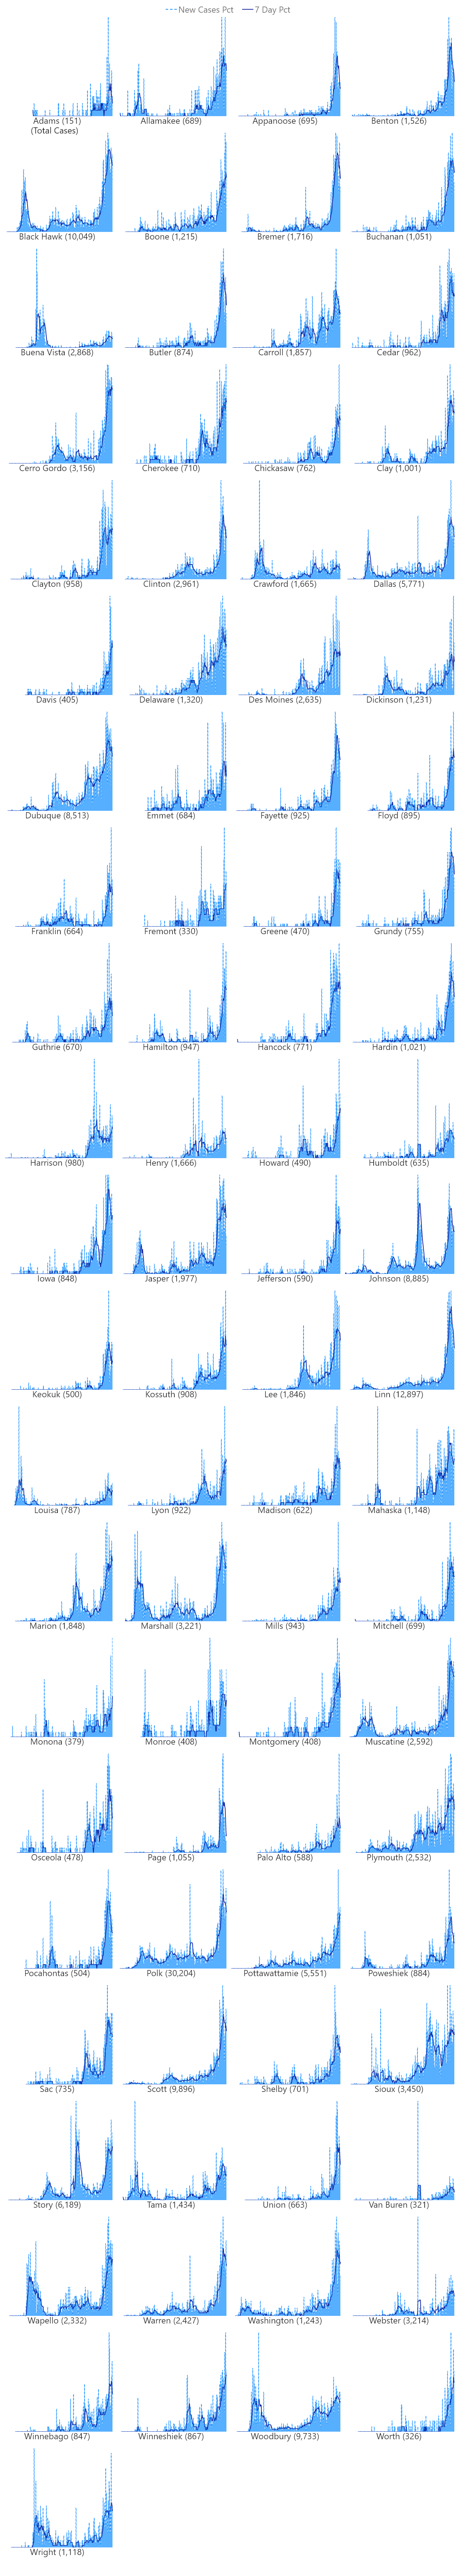 New Cases Pct 7 Day Pct
Adams (151) Allamakee (689) Appanoose (695) Benton (1,526)
(Total Cases)
Black Hawk (10,049) Boone (1,215) Bremer (1,716) Buchanan (1,051)
Buena Vista (2,868) Butler (874) Carroll (1,857) Cedar (962)
Cerro Gordo (3,156) Cherokee (710) Chickasaw (762) Clay (1,001)
Clayton (958) Clinton (2,961) Crawford (1,665) Dallas (5,771)
Davis (405) Delaware (1,320) Des Moines (2,635) Dickinson (1,231)
Dubuque (8,513) Emmet (684) Fayette (925) Floyd (895)
Franklin (664) Fremont (330) Greene (470) Grundy (755)
Guthrie (670) Hamilton (947) Hancock (771) Hardin (1,021)
Harrison (980) Henry (1,666) Howard (490) Humboldt (635)
Iowa (848) Jasper (1,977) Jefferson (590) Johnson (8,885)
Keokuk (500) Kossuth (908) Lee (1,846) Linn (12,897)
Louisa (787) Lyon (922) Madison (622) Mahaska (1,148)
Marion (1,848) Marshall (3,221) Mills (943) Mitchell (699)
Monona (379) Monroe (408) Montgomery (408) Muscatine (2,592)
Osceola (478) Page (1,055) Palo Alto (588) Plymouth (2,532)
Pocahontas (504) Polk (30,204) Pottawattamie (5,551) Poweshiek (884)
Sac (735) Scott (9,896) Shelby (701) Sioux (3,450)
Story (6,189) Tama (1,434) Union (663) Van Buren (321)
Wapello (2,332) Warren (2,427) Washington (1,243) Webster (3,214)
Winnebago (847) Winneshiek (867) Woodbury (9,733) Worth (326)
Wright (1,118)